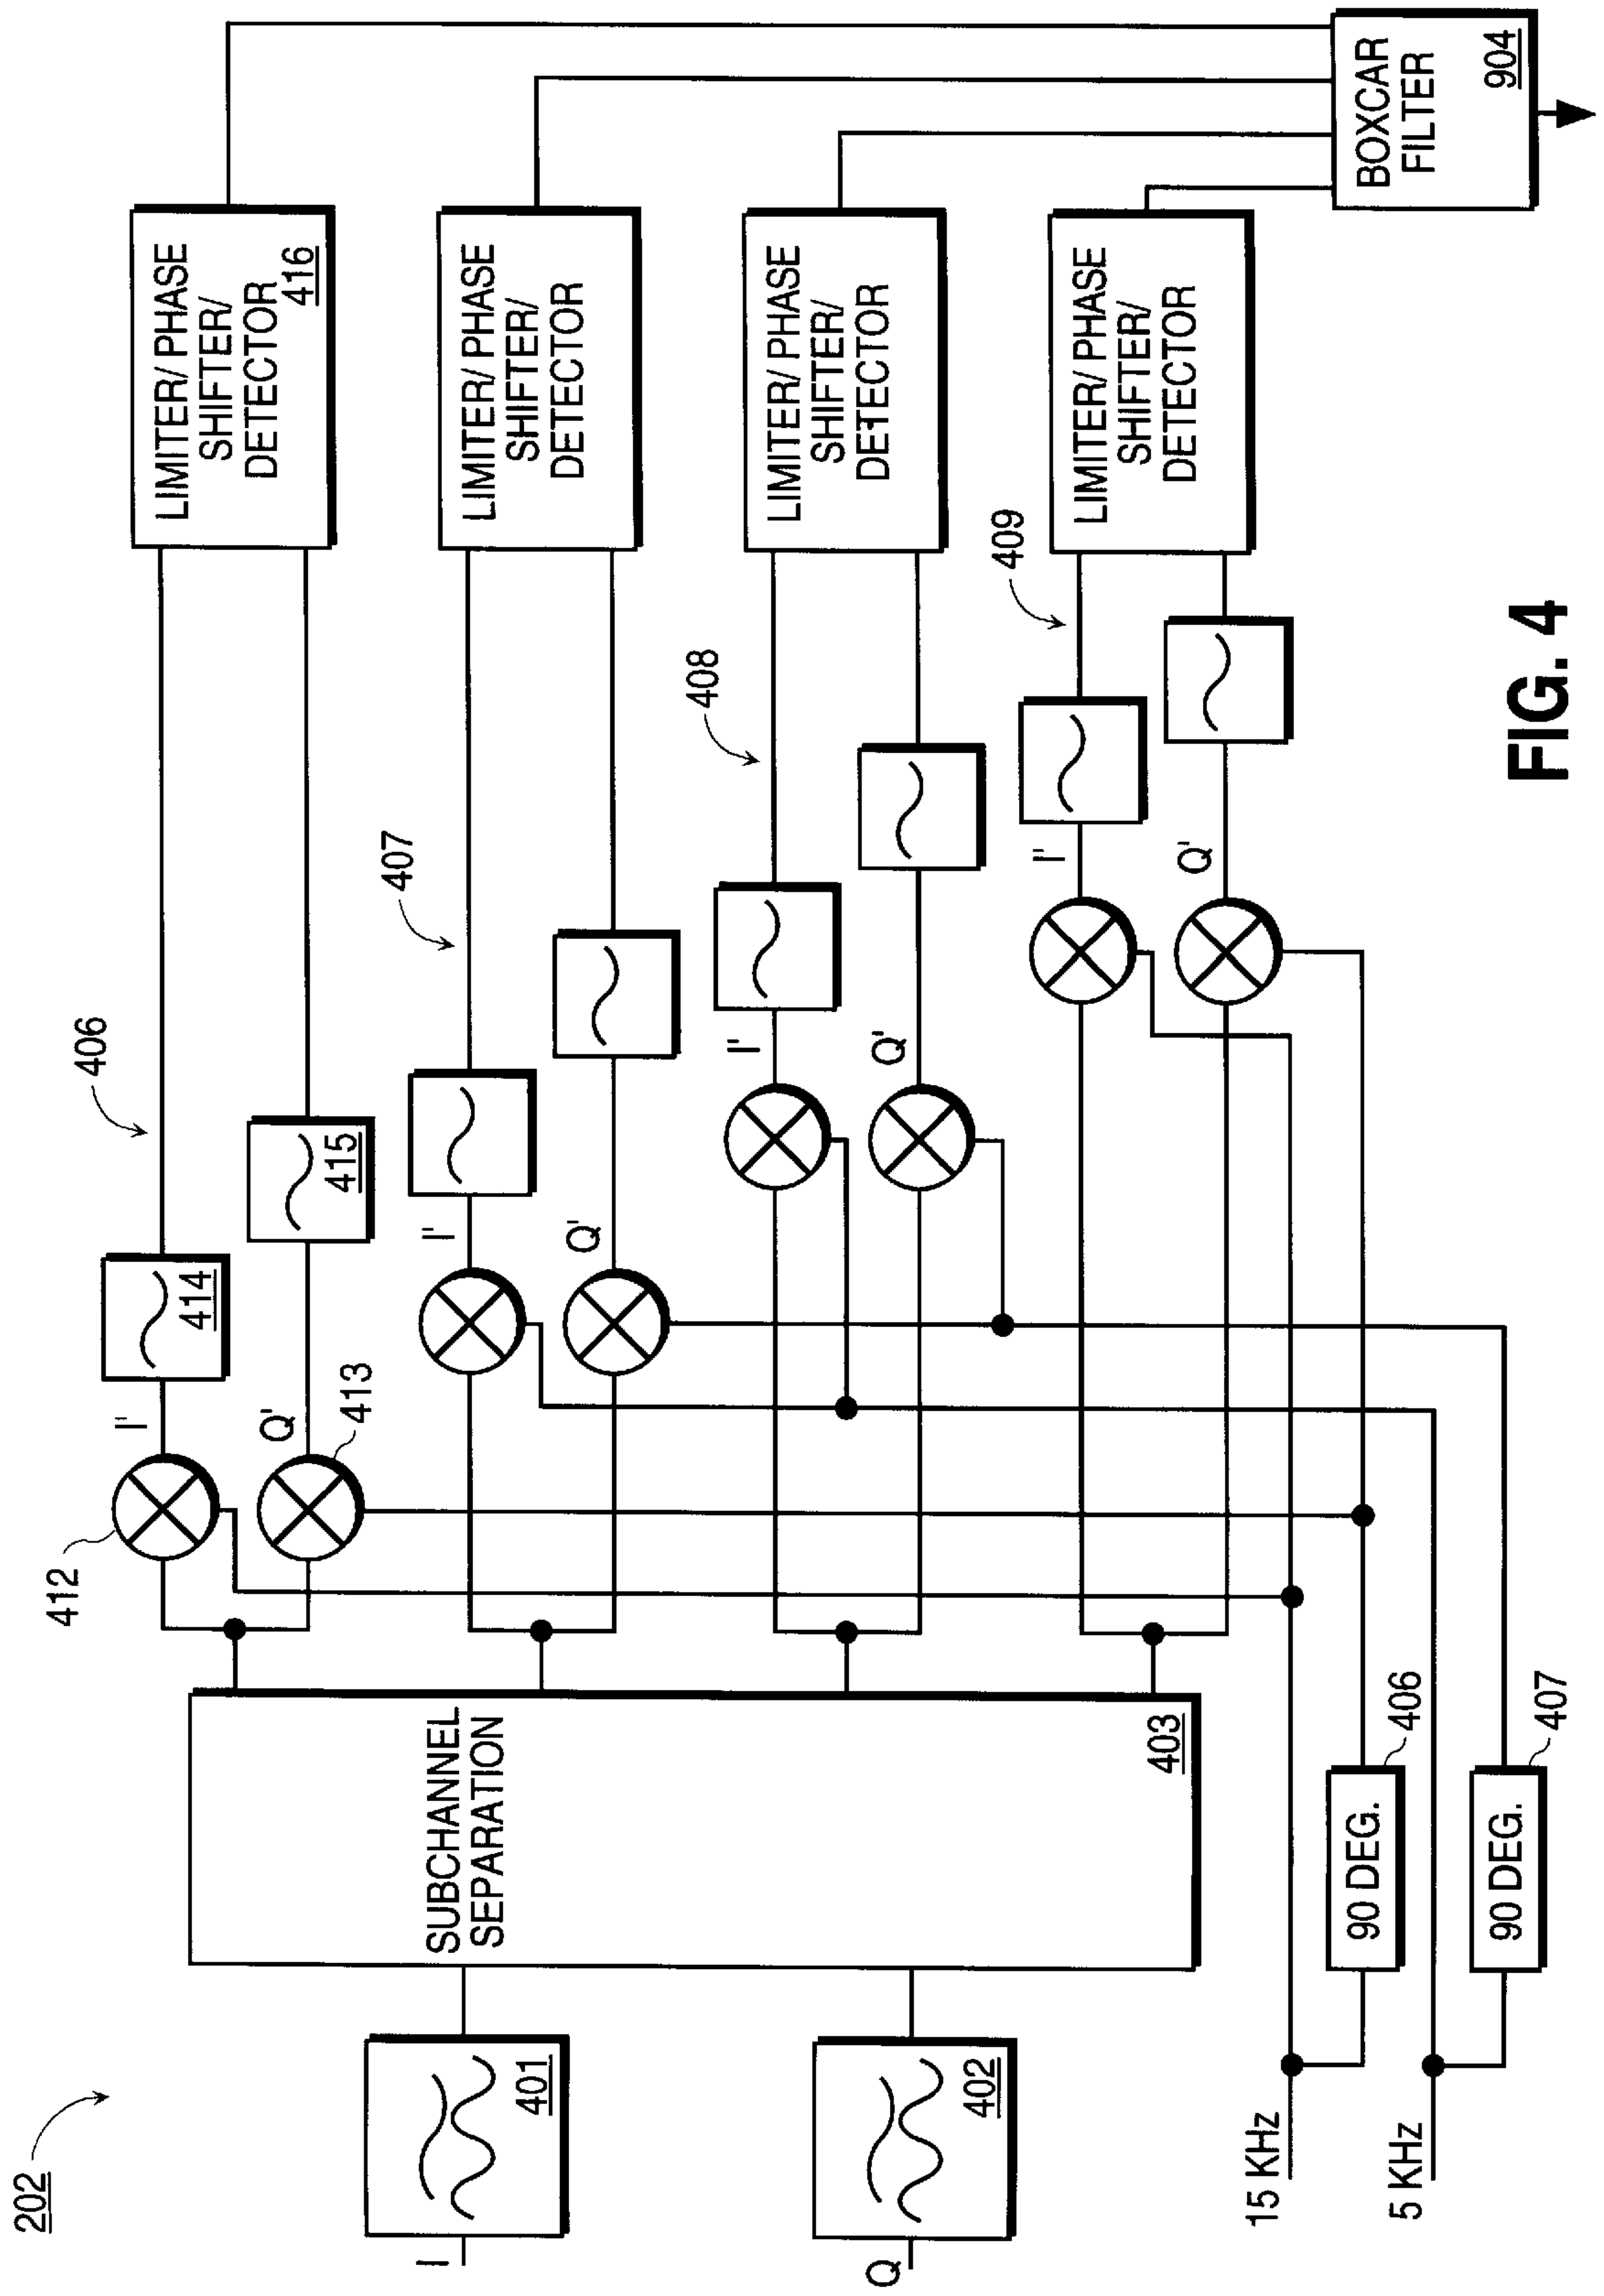 202
I
401
Q
402
SUBCHANNEL
SEPARATION
403
15 KHz
5 KHz
90 DEG.
406
90 DEG.
407
412
I'
414
Q'
413
415
406
LIMITER/ PHASE
SHIFTER/
DETECTOR
416
I'
Q'
407
LIMITER/ PHASE
SHIFTER/
DETECTOR
I'
Q'
408
LIMITER/ PHASE
SHIFTER/
DETECTOR
I'
Q'
409
LIMITER/ PHASE
SHIFTER/
DETECTOR
BOXCAR
FILTER
904
FIG. 4